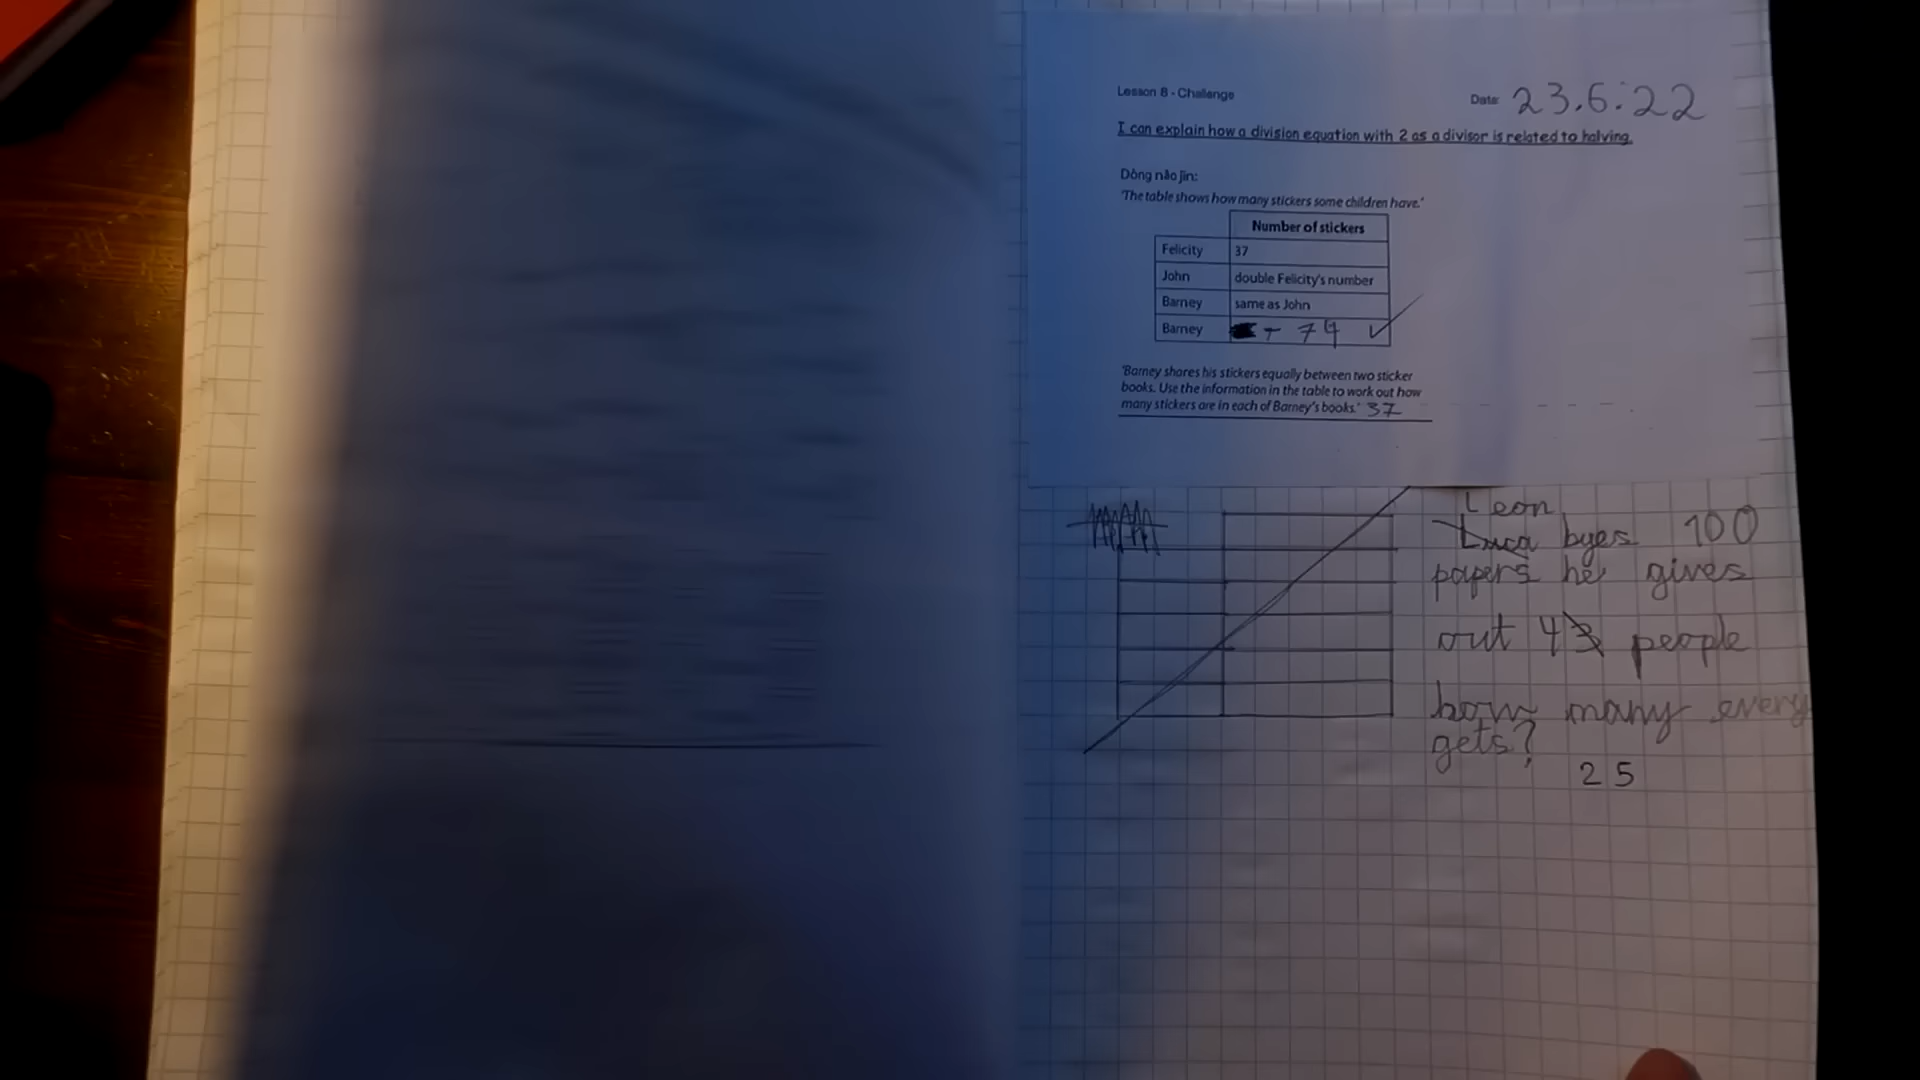 Lesson 8 - Challenge
Date: 23.6.22
I can explain how a division equation with 2 as a divisor is related to halving.
Dòng nǎo jīn:
'The table shows how many stickers some children have.'
Number of stickers
Felicity 37
John double Felicity's number
Barney same as John
Barney 74 ✓
'Barney shares his stickers equally between two sticker
books. Use the information in the table to work out how
many stickers are in each of Barney's books.' 37
Leon
Luca byes 100
papers he gives
out 43 people
how many every
gets?
25